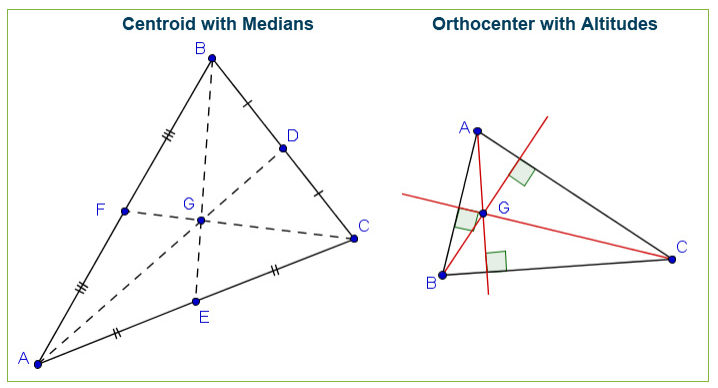 Centroid with Medians
Orthocenter with Altitudes
B
D
F
G
C
E
A
A
G
C
B